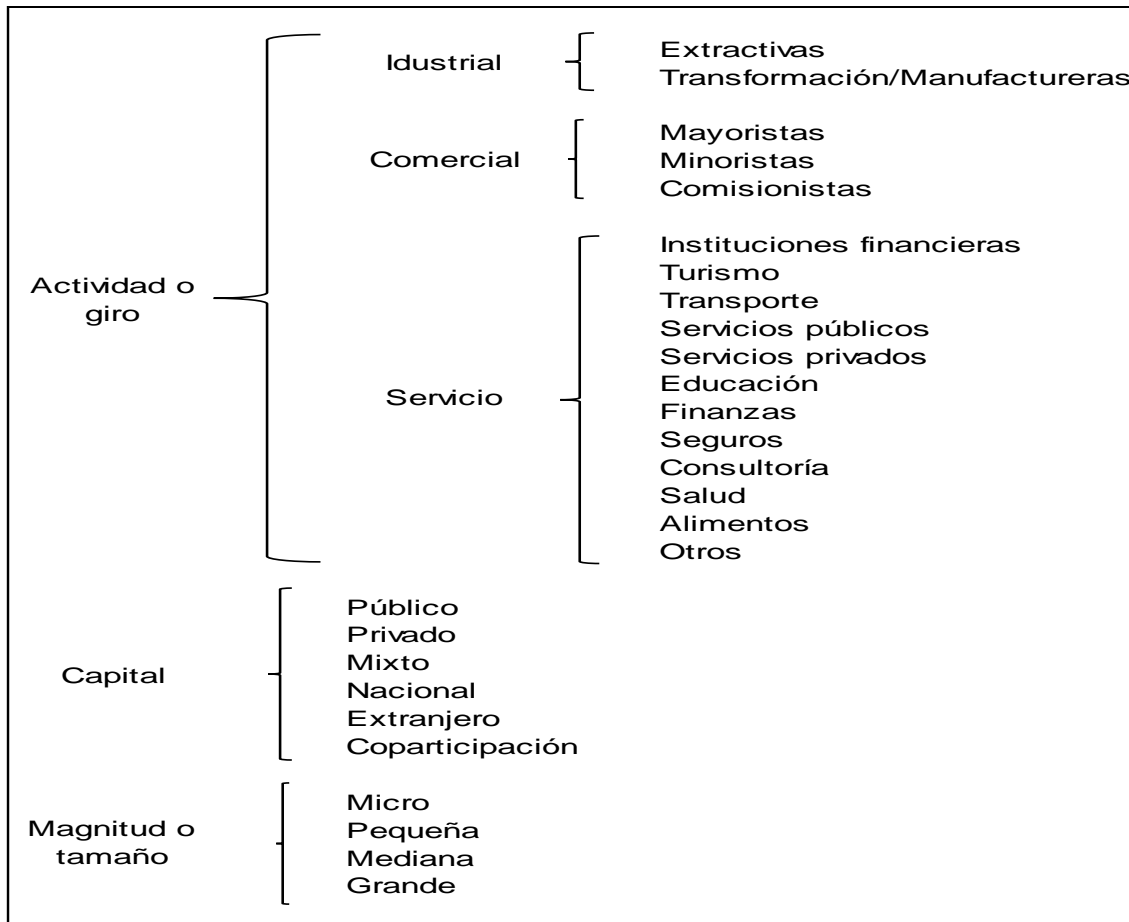 Idustrial
Extractivas
Transformación/Manufactureras
Comercial
Mayoristas
Minoristas
Comisionistas
Actividad o
giro
Servicio
Instituciones financieras
Turismo
Transporte
Servicios públicos
Servicios privados
Educación
Finanzas
Seguros
Consultoría
Salud
Alimentos
Otros
Capital
Público
Privado
Mixto
Nacional
Extranjero
Coparticipación
Magnitud o
tamaño
Micro
Pequeña
Mediana
Grande